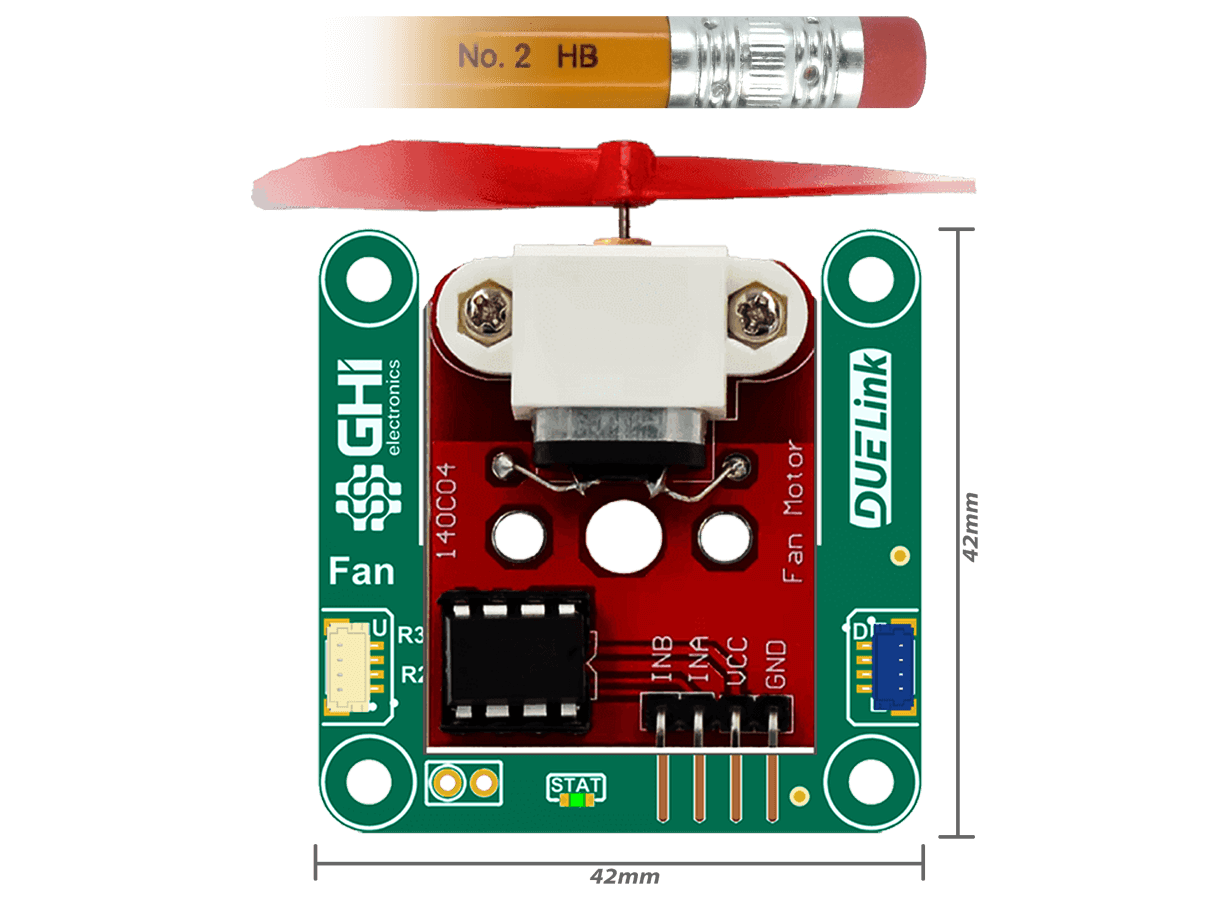 No. 2 HB
GHI
electronics
DUELink
140C04
Fan Motor
Fan
U
R3
R2
INB
INA
VCC
GND
STAT
42mm
42mm